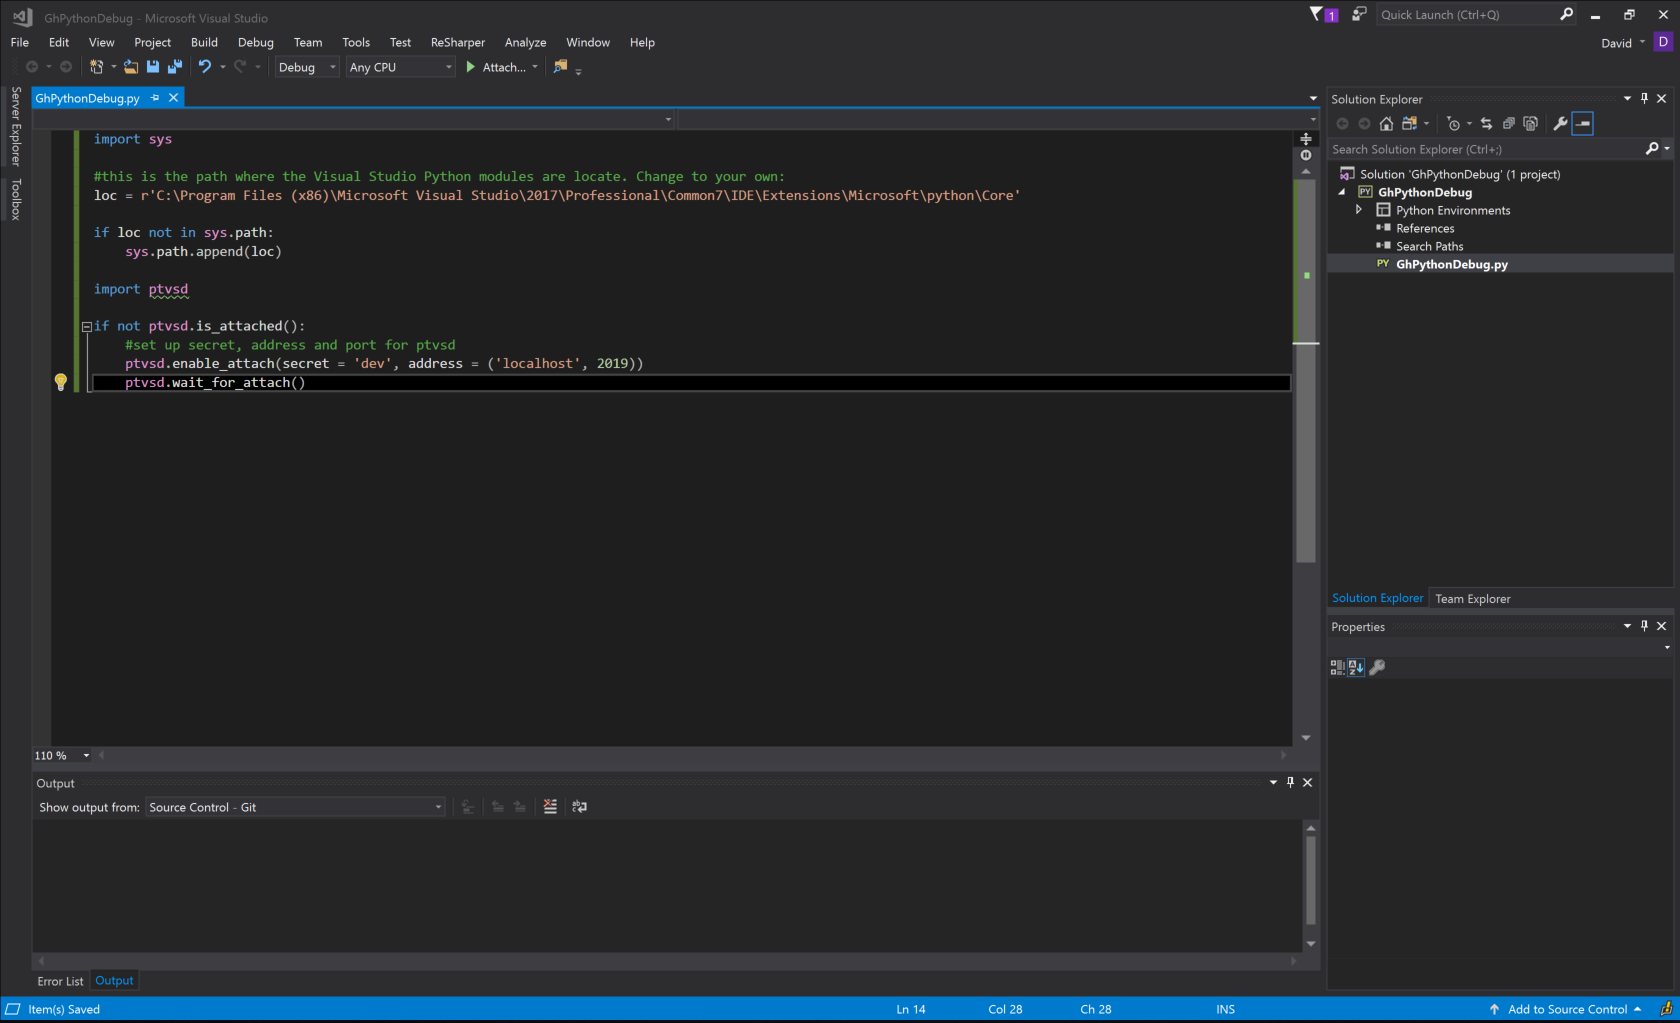 GhPythonDebug - Microsoft Visual Studio
1
Quick Launch (Ctrl+Q)
File Edit View Project Build Debug Team Tools Test ReSharper Analyze Window Help
David D
Debug Any CPU Attach...
Server Explorer
Toolbox
GhPythonDebug.py
import sys
#this is the path where the Visual Studio Python modules are locate. Change to your own:
loc = r'C:\Program Files (x86)\Microsoft Visual Studio\2017\Professional\Common7\IDE\Extensions\Microsoft\python\Core'
if loc not in sys.path:
sys.path.append(loc)
import ptvsd
if not ptvsd.is_attached():
#set up secret, address and port for ptvsd
ptvsd.enable_attach(secret = 'dev', address = ('localhost', 2019))
ptvsd.wait_for_attach()
110 %
Solution Explorer
Search Solution Explorer (Ctrl+;)
Solution 'GhPythonDebug' (1 project)
PY GhPythonDebug
Python Environments
References
Search Paths
PY GhPythonDebug.py
Solution Explorer Team Explorer
Properties
Output
Show output from: Source Control - Git
Error List Output
Item(s) Saved Ln 14 Col 28 Ch 28 INS Add to Source Control